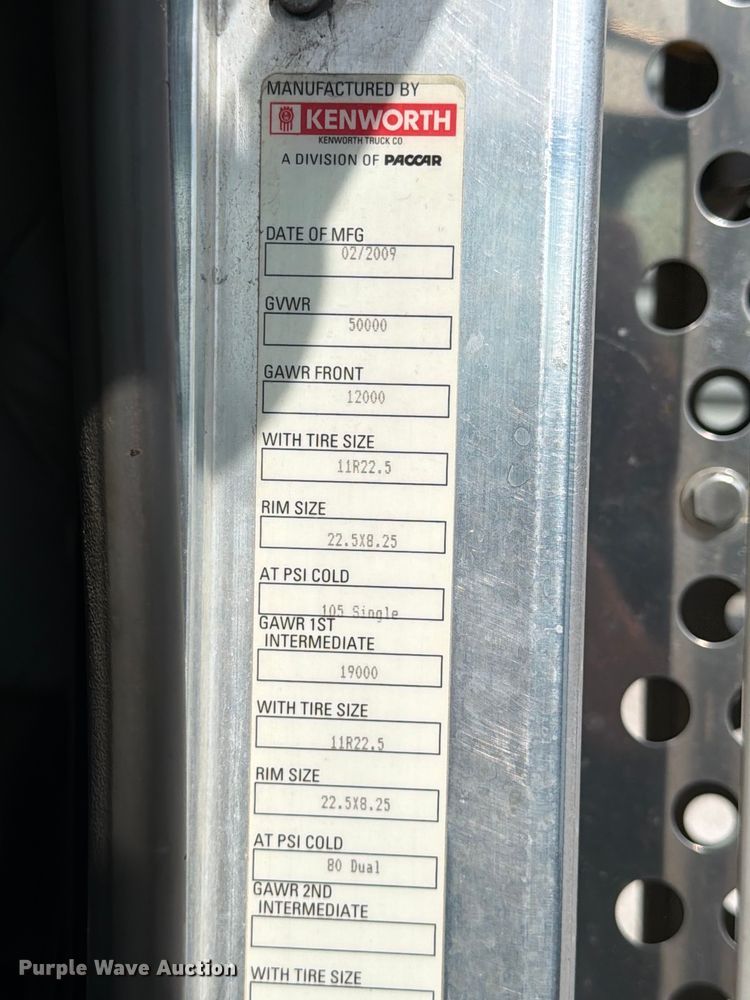 MANUFACTURED BY
KENWORTH
KENWORTH TRUCK CO
A DIVISION OF PACCAR
DATE OF MFG
02/2009
GVWR
50000
GAWR FRONT
12000
WITH TIRE SIZE
11R22.5
RIM SIZE
22.5X8.25
AT PSI COLD
105 Single
GAWR 1ST
INTERMEDIATE
19000
WITH TIRE SIZE
11R22.5
RIM SIZE
22.5X8.25
AT PSI COLD
80 Dual
GAWR 2ND
INTERMEDIATE
WITH TIRE SIZE
Purple Wave Auction